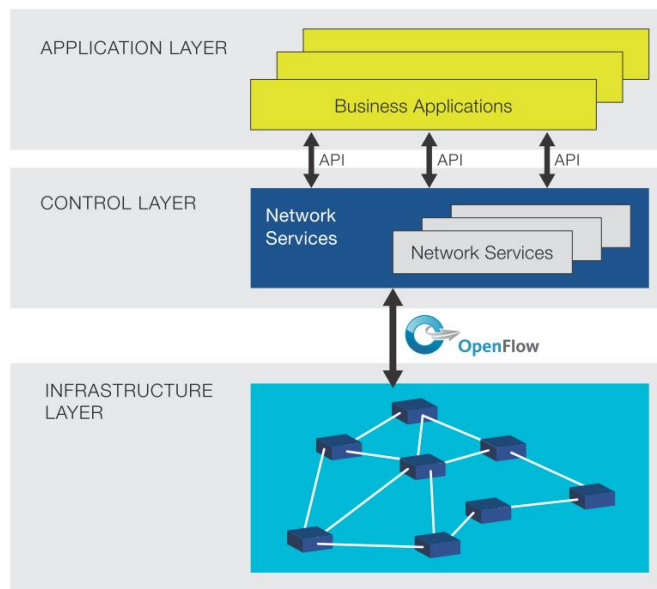 APPLICATION LAYER
Business Applications
API
API
API
CONTROL LAYER
Network
Services
Network Services
OpenFlow
INFRASTRUCTURE
LAYER